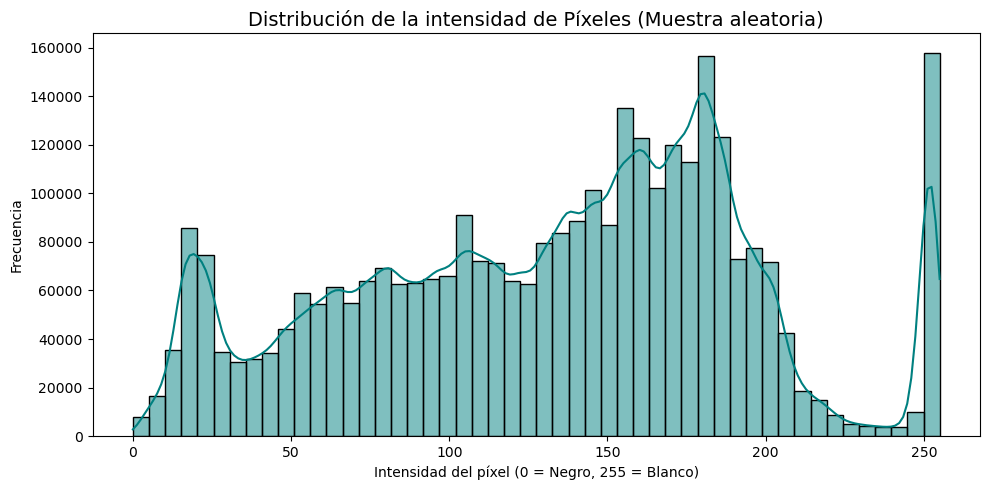 Distribución de la intensidad de Píxeles (Muestra aleatoria)
160000
140000
120000
100000
80000
60000
40000
20000
0
Frecuencia
0 50 100 150 200 250
Intensidad del píxel (0 = Negro, 255 = Blanco)